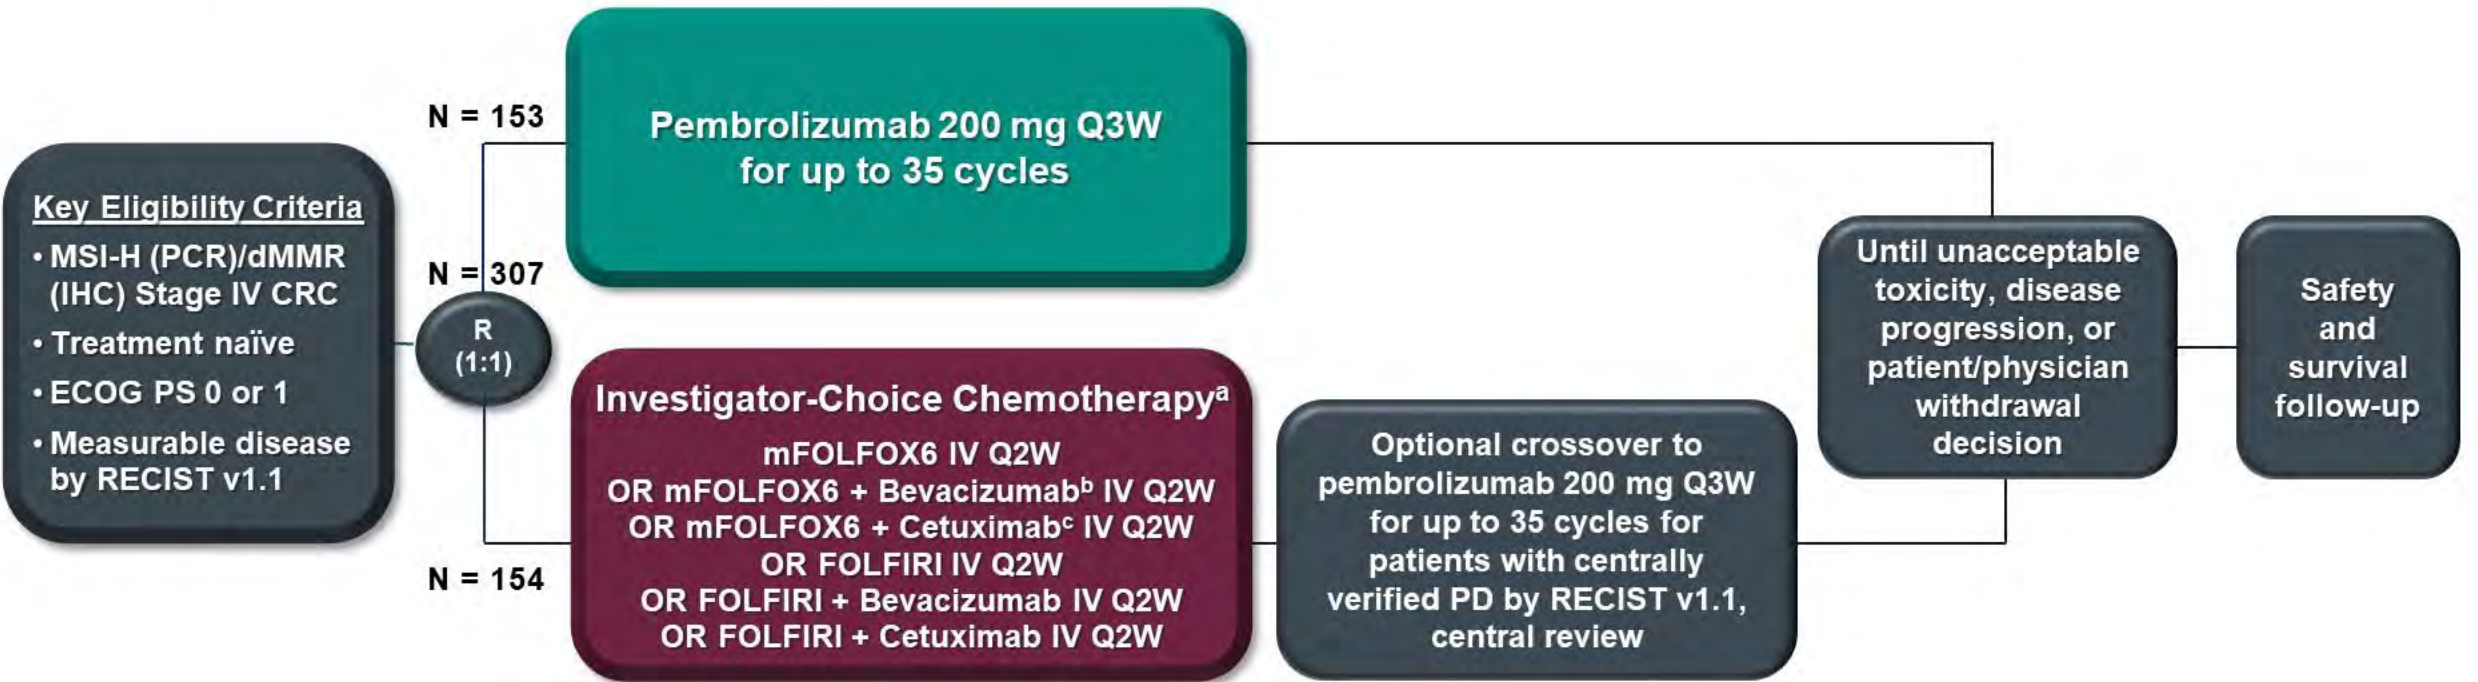 Key Eligibility Criteria
• MSI-H (PCR)/dMMR
(IHC) Stage IV CRC
• Treatment naïve
• ECOG PS 0 or 1
• Measurable disease
by RECIST v1.1
N = 307
R
(1:1)
N = 153
Pembrolizumab 200 mg Q3W
for up to 35 cycles
N = 154
Investigator-Choice Chemotherapyᵃ
mFOLFOX6 IV Q2W
OR mFOLFOX6 + Bevacizumabᵇ IV Q2W
OR mFOLFOX6 + Cetuximabᶜ IV Q2W
OR FOLFIRI IV Q2W
OR FOLFIRI + Bevacizumab IV Q2W
OR FOLFIRI + Cetuximab IV Q2W
Optional crossover to
pembrolizumab 200 mg Q3W
for up to 35 cycles for
patients with centrally
verified PD by RECIST v1.1,
central review
Until unacceptable
toxicity, disease
progression, or
patient/physician
withdrawal
decision
Safety
and
survival
follow-up